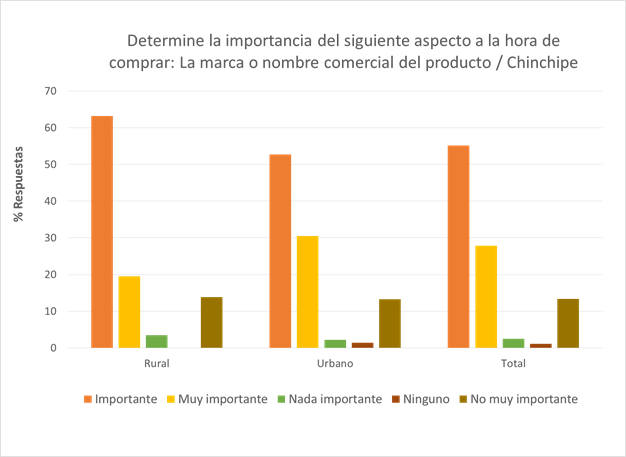 Determine la importancia del siguiente aspecto a la hora de
comprar: La marca o nombre comercial del producto / Chinchipe
70
60
50
40
30
20
10
0
% Respuestas
Rural Urbano Total
Importante Muy importante Nada importante Ninguno No muy importante